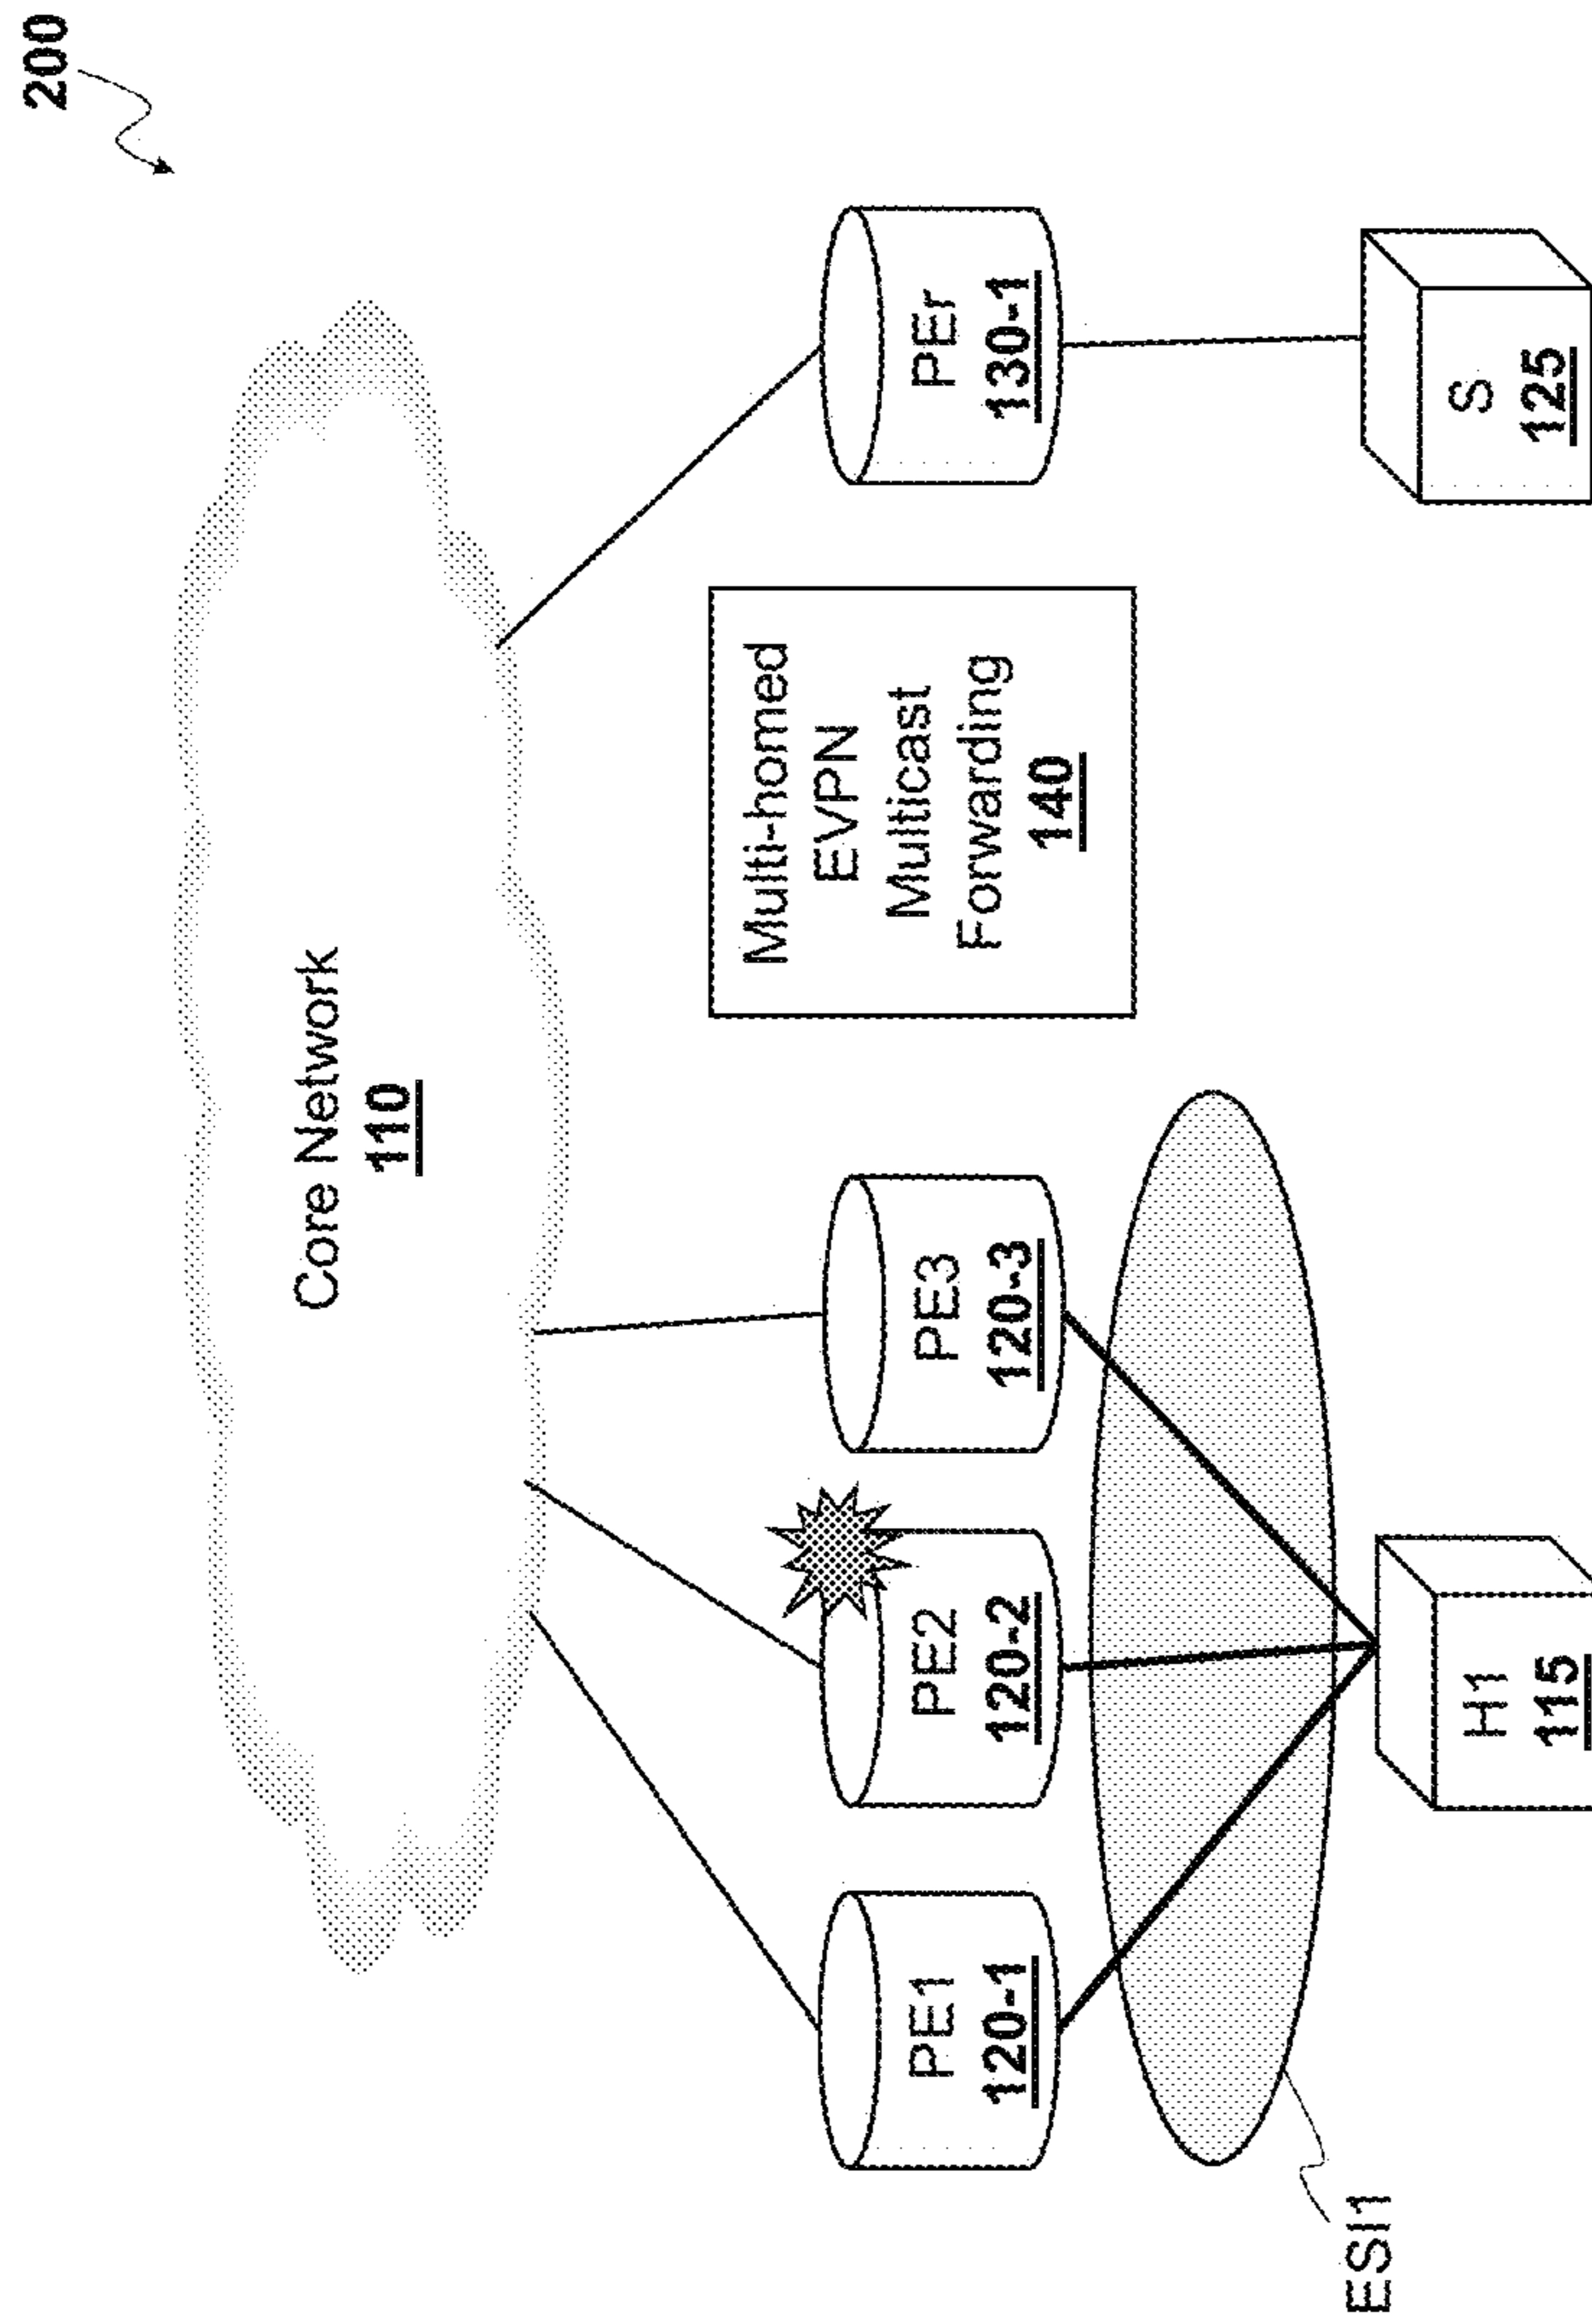 200
Core Network
110
PE1
120-1
PE2
120-2
PE3
120-3
Multi-homed
EVPN
Multicast
Forwarding
140
PEr
130-1
ESI1
H1
115
S
125